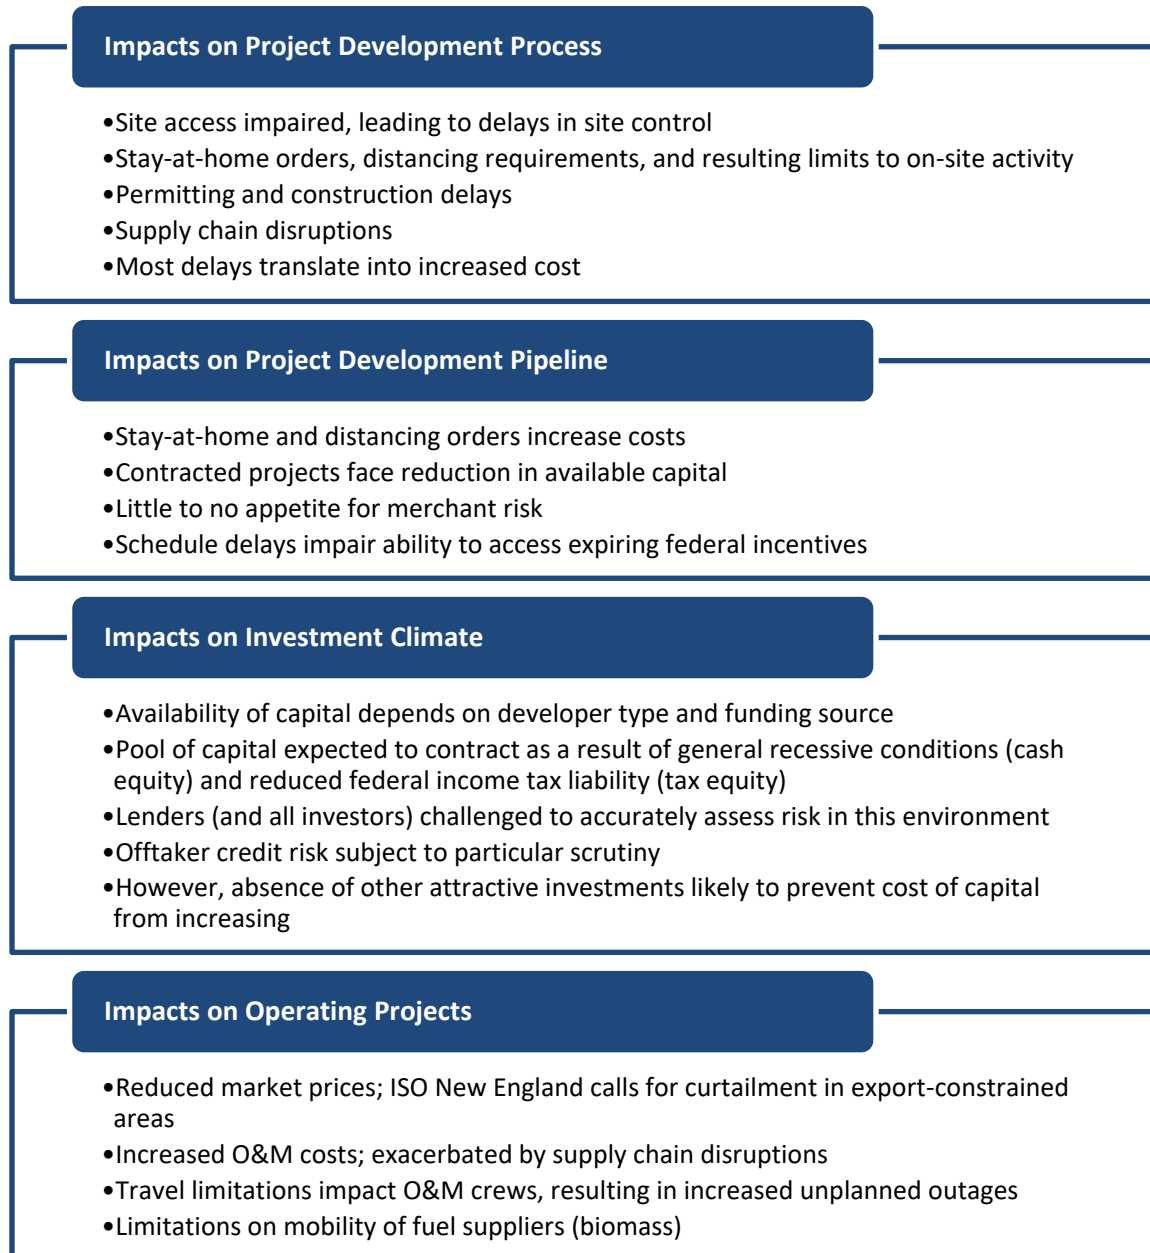 Impacts on Project Development Process
•Site access impaired, leading to delays in site control
•Stay-at-home orders, distancing requirements, and resulting limits to on-site activity
•Permitting and construction delays
•Supply chain disruptions
•Most delays translate into increased cost
Impacts on Project Development Pipeline
•Stay-at-home and distancing orders increase costs
•Contracted projects face reduction in available capital
•Little to no appetite for merchant risk
•Schedule delays impair ability to access expiring federal incentives
Impacts on Investment Climate
•Availability of capital depends on developer type and funding source
•Pool of capital expected to contract as a result of general recessive conditions (cash
equity) and reduced federal income tax liability (tax equity)
•Lenders (and all investors) challenged to accurately assess risk in this environment
•Offtaker credit risk subject to particular scrutiny
•However, absence of other attractive investments likely to prevent cost of capital
from increasing
Impacts on Operating Projects
•Reduced market prices; ISO New England calls for curtailment in export-constrained
areas
•Increased O&M costs; exacerbated by supply chain disruptions
•Travel limitations impact O&M crews, resulting in increased unplanned outages
•Limitations on mobility of fuel suppliers (biomass)